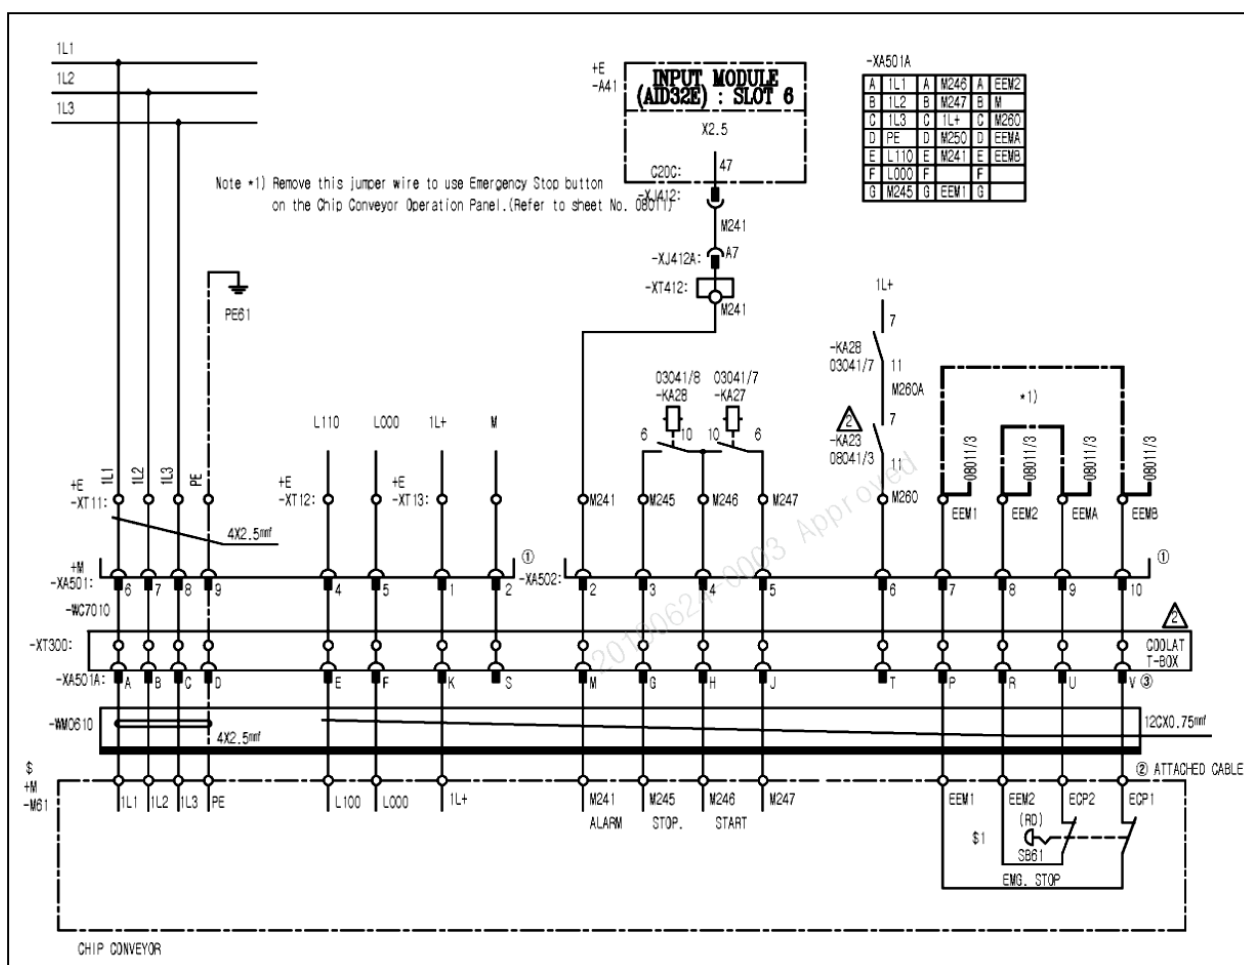 1L1
1L2
1L3
+E
-A41
INPUT MODULE
(AID32E) : SLOT 6
X2.5
47
C20C:
-XJ412:
M241
-XJ412A: A7
-XT412:
M241
-XA501A
A 1L1 A M246 A EEM2
B 1L2 B M247 B M
C 1L3 C 1L+ C M260
D PE D M250 D EEMA
E L110 E M241 E EEMB
F L000 F F
G M245 G EEM1 G
Note *1) Remove this jumper wire to use Emergency Stop button
on the Chip Conveyor Operation Panel.(Refer to sheet No. 08011)
PE61
1L+
7
-KA28
03041/7
11
M260A
2
7
-KA23
08041/3
11
M260
*1)
03041/8 03041/7
-KA28 -KA27
6 10 10 6
L110 L000 1L+ M
1L1 1L2 1L3 PE
08011/3 08011/3 08011/3 08011/3
+E
-XT11:
+E
-XT12:
+E
-XT13:
M241 M245 M246 M247
EEM1 EEM2 EEMA EEMB
4X2.5㎟
20180624-0003 Approved
+M
-XA501: 6 7 8 9 4 5 1 2 ①
-XA502: 2 3 4 5 6 7 8 9 10 ①
-WC7010
-XT300:
2
COOLAT
T-BOX
-XA501A: A B C D E F K S M G H J T P R U V ③
-WM0610
4X2.5㎟
12CX0.75㎟
② ATTACHED CABLE
$
+M
-M61
1L1 1L2 1L3 PE L100 L000 1L+ M241 M245 M246 M247 EEM1 EEM2 ECP2 ECP1
ALARM STOP. START
(RD)
$1
SB61
EMG. STOP
CHIP CONVEYOR